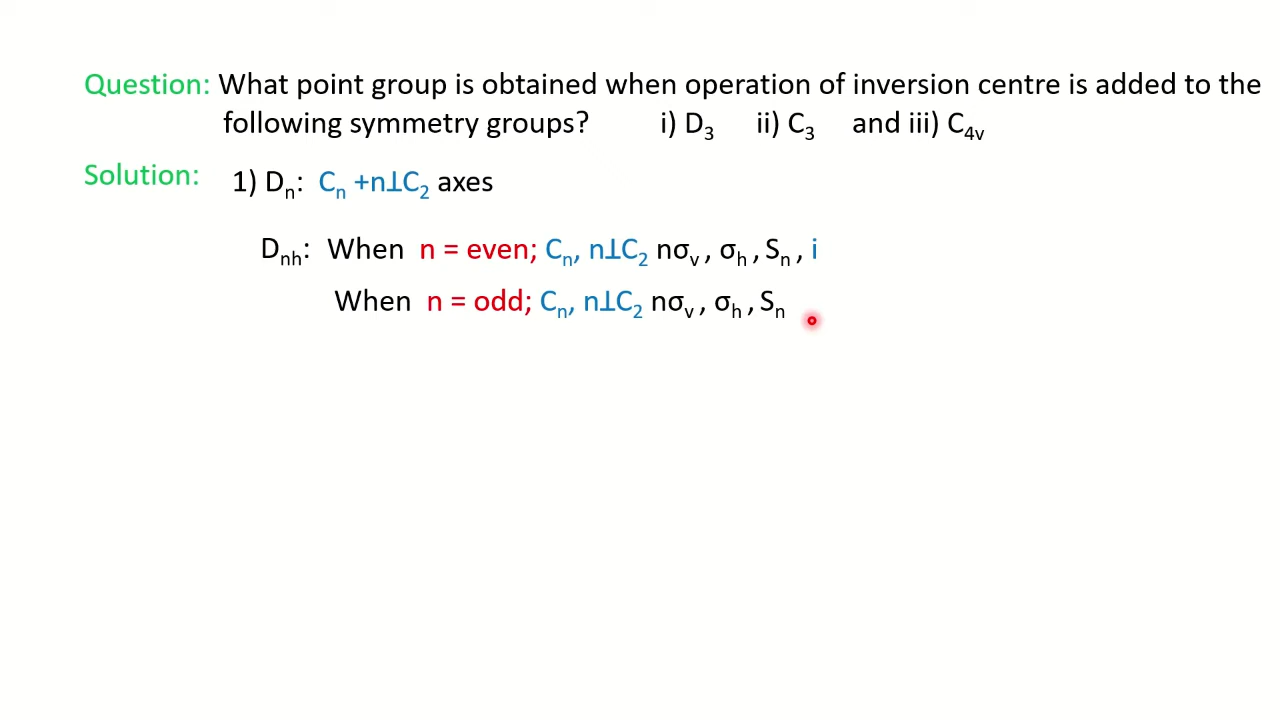 Question: What point group is obtained when operation of inversion centre is added to the
following symmetry groups? i) D₃ ii) C₃ and iii) C₄ᵥ
Solution: 1) Dₙ: Cₙ +n⊥C₂ axes
Dₙₕ: When n = even; Cₙ, n⊥C₂ nσᵥ , σₕ , Sₙ , i
When n = odd; Cₙ, n⊥C₂ nσᵥ , σₕ , Sₙ